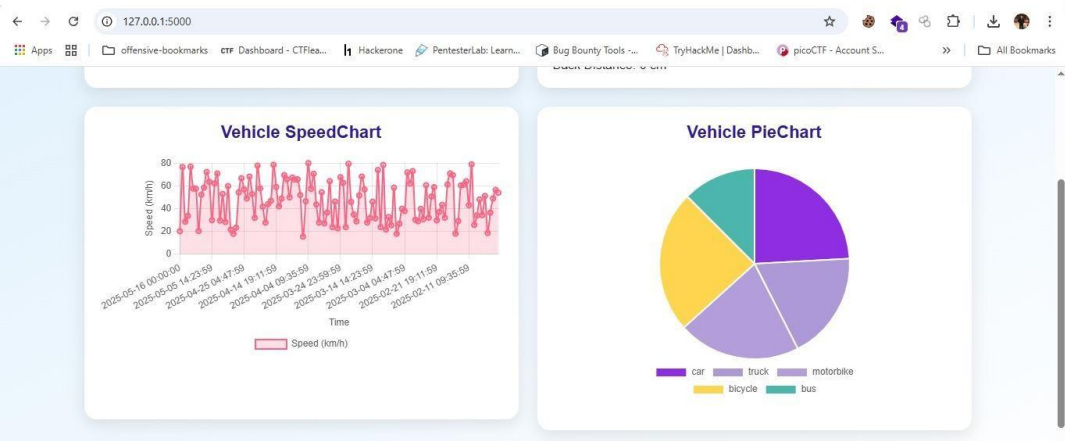 127.0.0.1:5000
4
Apps
offensive-bookmarks
CTF Dashboard - CTFlea...
Hackerone
PentesterLab: Learn...
Bug Bounty Tools -...
TryHackMe | Dashb...
picoCTF - Account S...
»
All Bookmarks
Back Distance: 0 cm
Vehicle SpeedChart
80
60
40
20
0
Speed (km/h)
2025-05-16 00:00:00
2025-05-05 14:23:59
2025-04-25 04:47:59
2025-04-14 19:11:59
2025-04-04 09:35:59
2025-03-24 23:59:59
2025-03-14 14:23:59
2025-03-04 04:47:59
2025-02-21 19:11:59
2025-02-11 09:35:59
Time
Speed (km/h)
Vehicle PieChart
car truck motorbike
bicycle bus